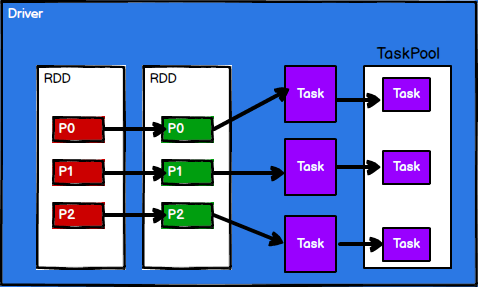 Driver
TaskPool
RDD
RDD
Task
Task
P0
P0
P1
P1
Task
Task
P2
P2
Task
Task